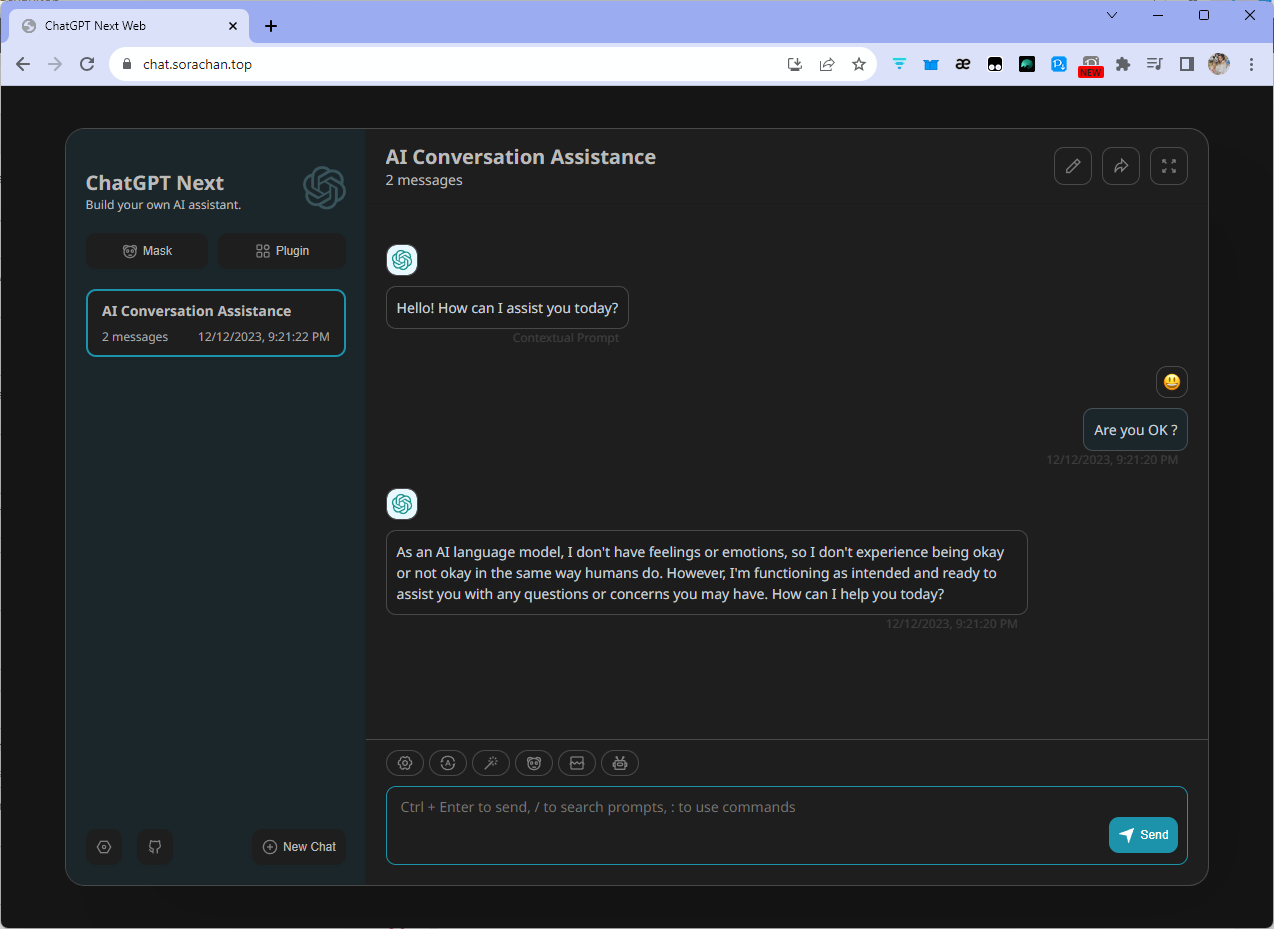 ChatGPT Next Web
chat.sorachan.top
NEW
ChatGPT Next
Build your own AI assistant.
Mask
Plugin
AI Conversation Assistance
2 messages 12/12/2023, 9:21:22 PM
New Chat
AI Conversation Assistance
2 messages
Hello! How can I assist you today?
Contextual Prompt
Are you OK ?
12/12/2023, 9:21:20 PM
As an AI language model, I don't have feelings or emotions, so I don't experience being okay
or not okay in the same way humans do. However, I'm functioning as intended and ready to
assist you with any questions or concerns you may have. How can I help you today?
12/12/2023, 9:21:20 PM
Ctrl + Enter to send, / to search prompts, : to use commands
Send